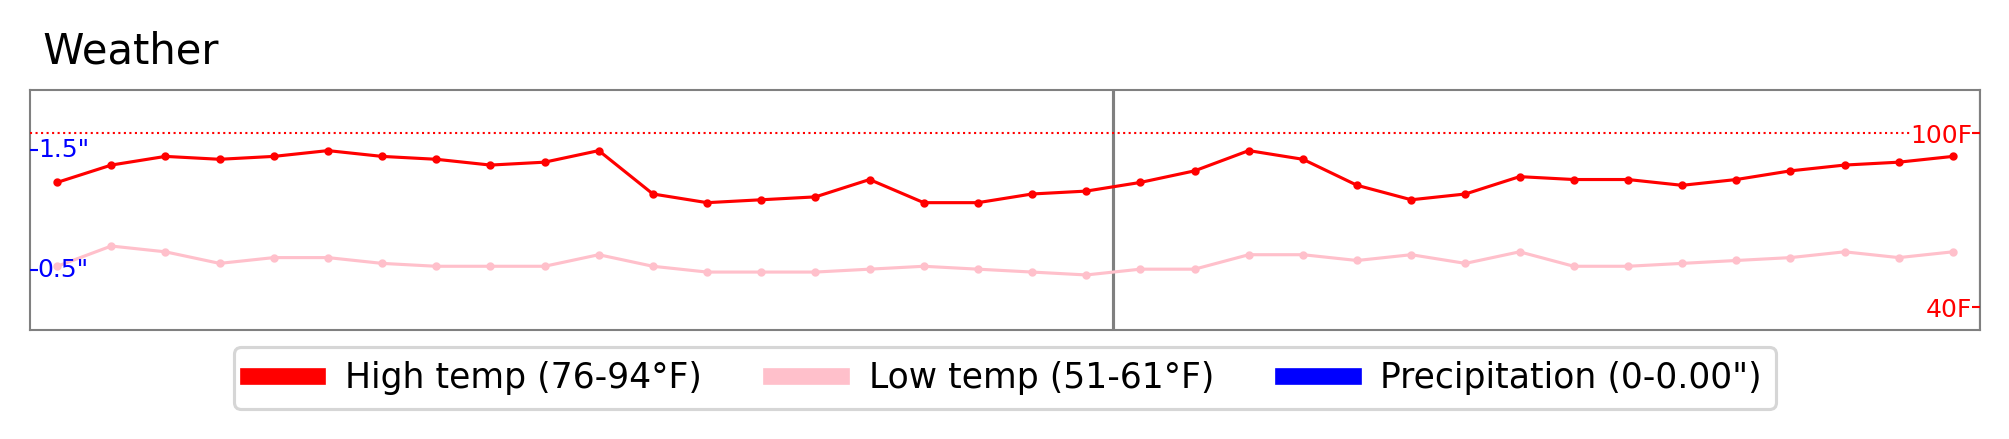 Weather
1.5"
100F
0.5"
40F
High temp (76-94°F) Low temp (51-61°F) Precipitation (0-0.00")